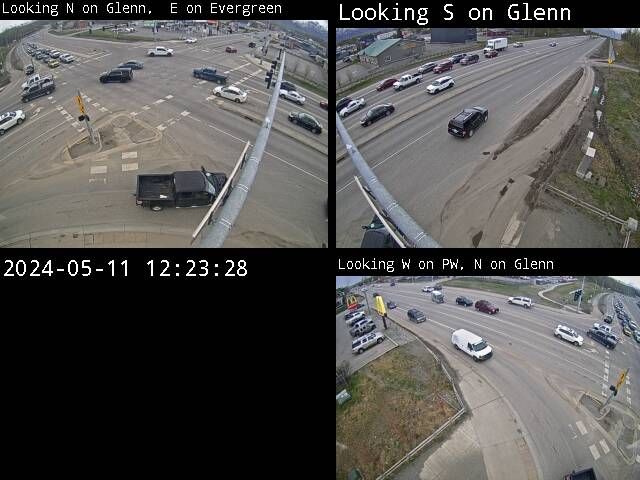 Looking N on Glenn,  E on Evergreen
Looking S on Glenn
2024-05-11 12:23:28
Looking W on PW, N on Glenn